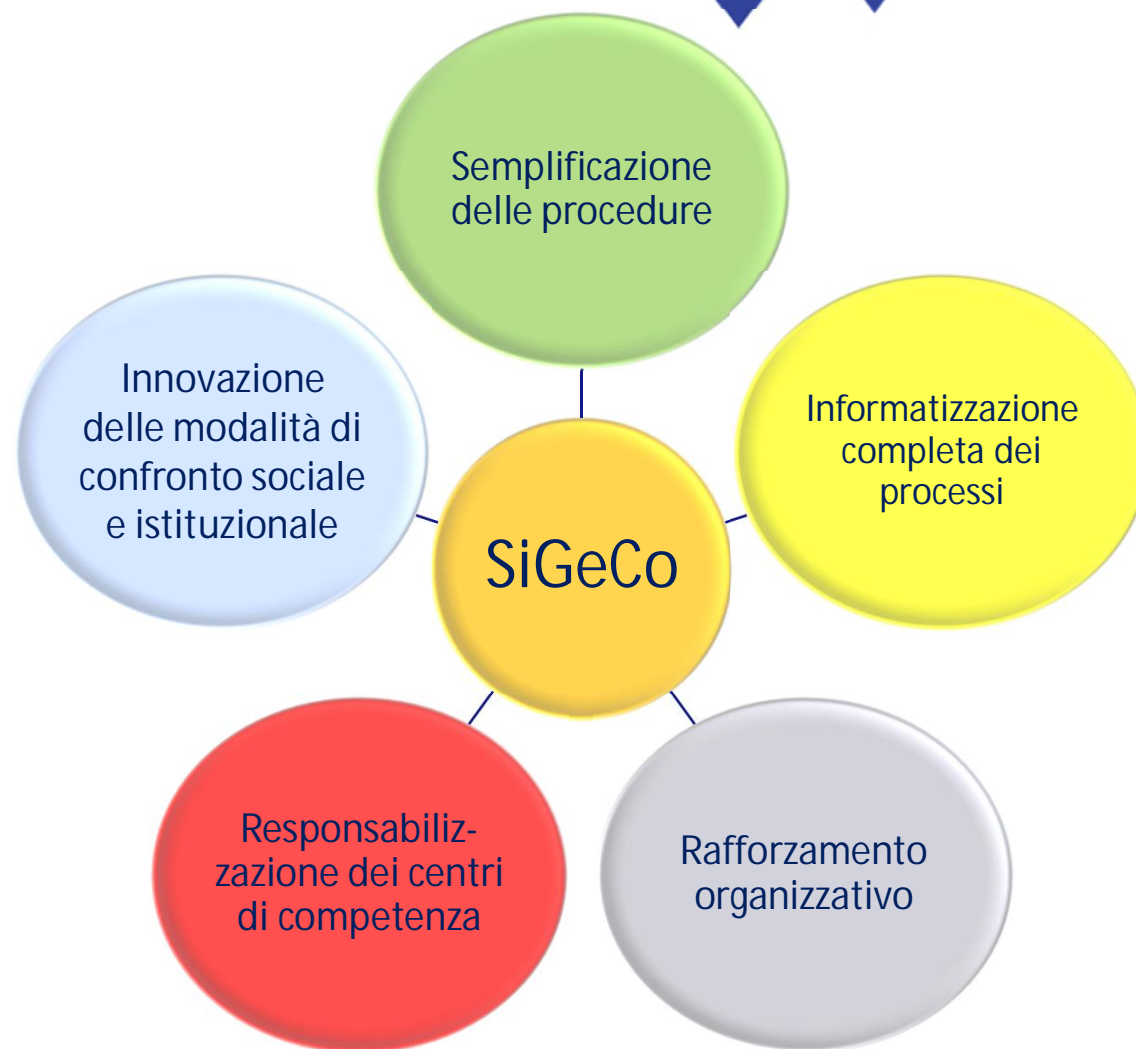 Semplificazione
delle procedure
Innovazione
delle modalità di
confronto sociale
e istituzionale
Informatizzazione
completa dei
processi
SiGeCo
Responsabiliz-
zazione dei centri
di competenza
Rafforzamento
organizzativo